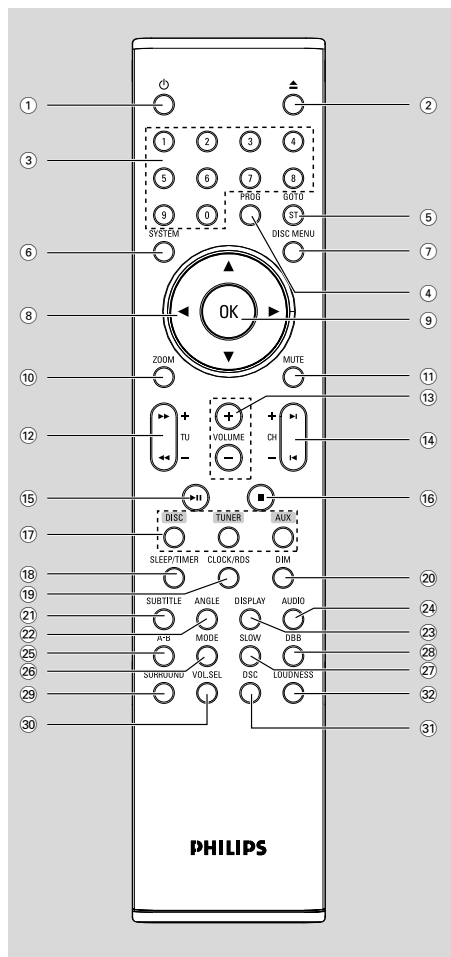 1 2
1 2 3 4
3
5 6 7 8
PROG GOTO
9 0 ST 5
SYSTEM DISC MENU
6 7
4
8 OK 9
ZOOM MUTE
10 11
13
+ + +
12 TU VOLUME CH 14
− − −
15 16
DISC TUNER AUX
17
SLEEP/TIMER CLOCK/RDS DIM
18 19 20
SUBTITLE ANGLE DISPLAY AUDIO
21 22 23 24
A-B MODE SLOW DBB
25 26 27 28
SURROUND VOL.SEL DSC LOUDNESS
29 30 31 32
PHILIPS